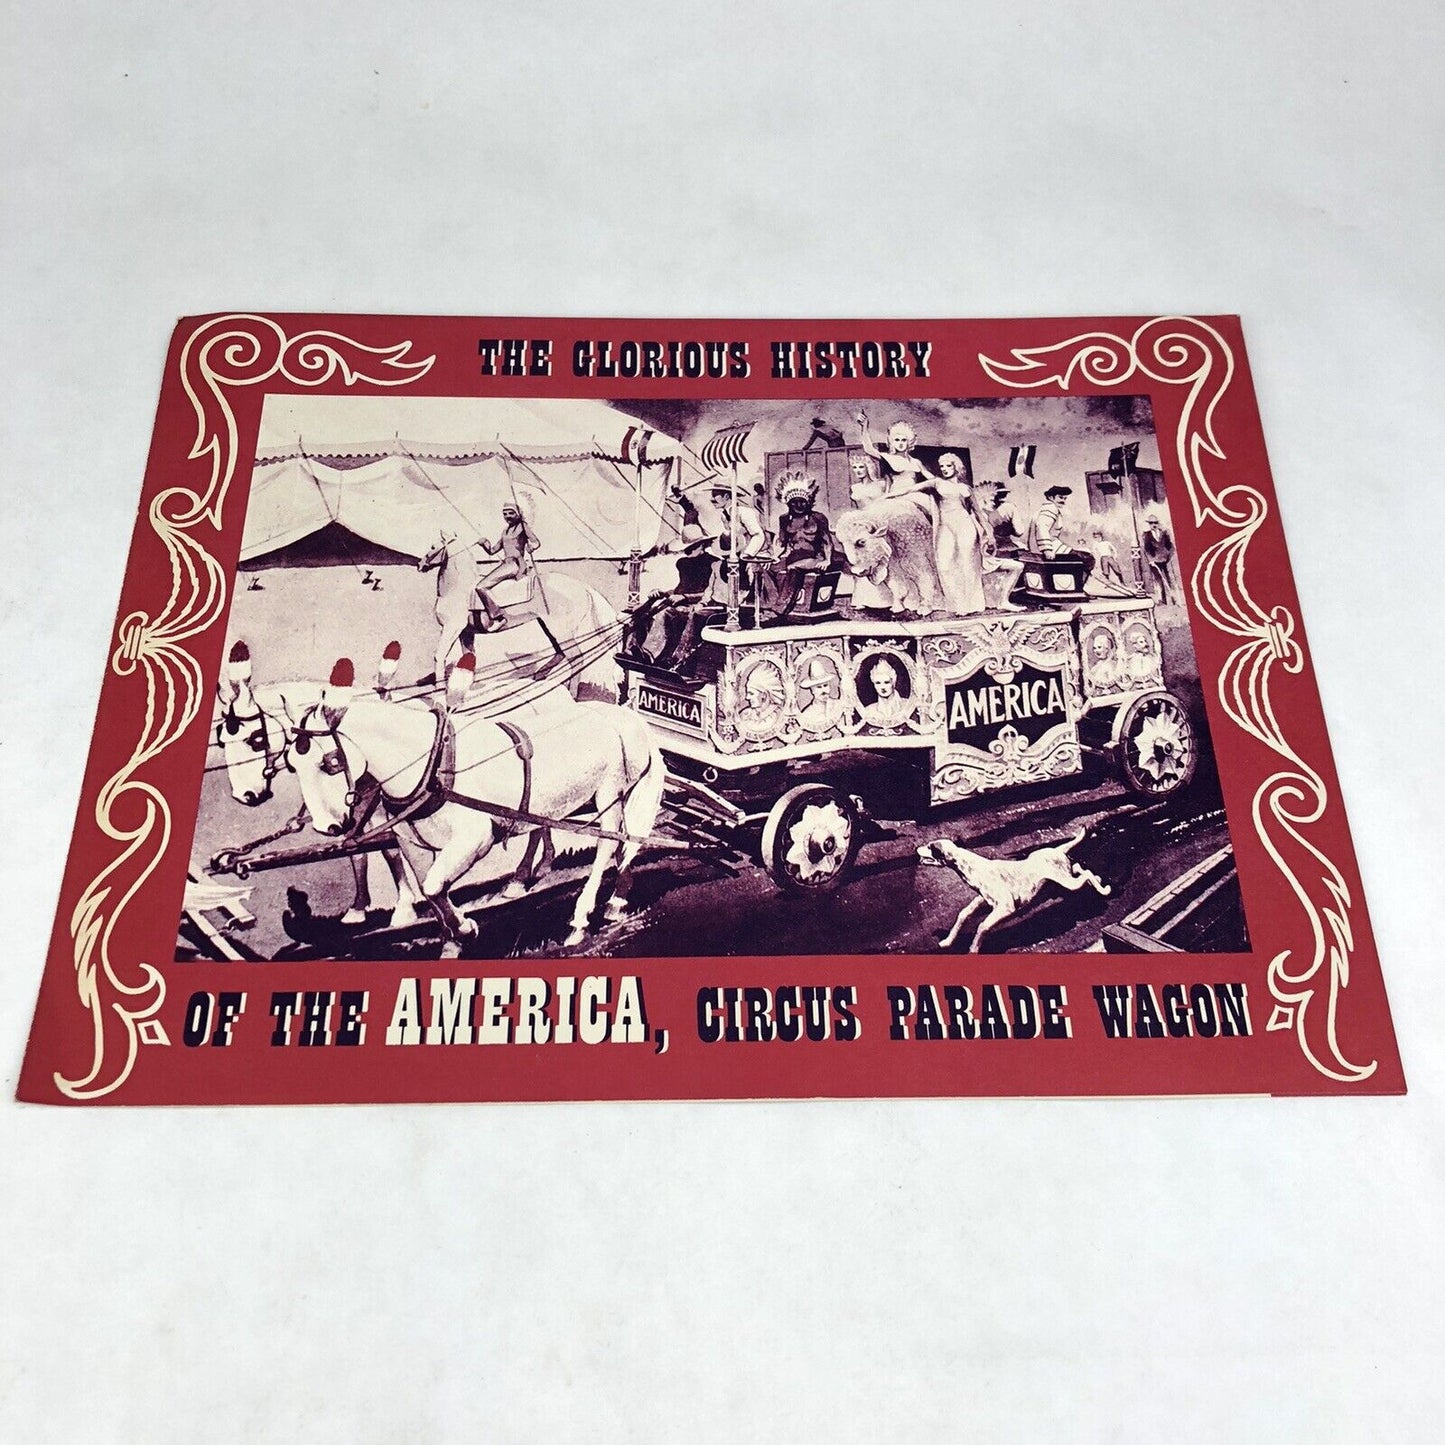 THE GLORIOUS HISTORY
AMERICA
AMERICA
OF THE AMERICA, CIRCUS PARADE WAGON